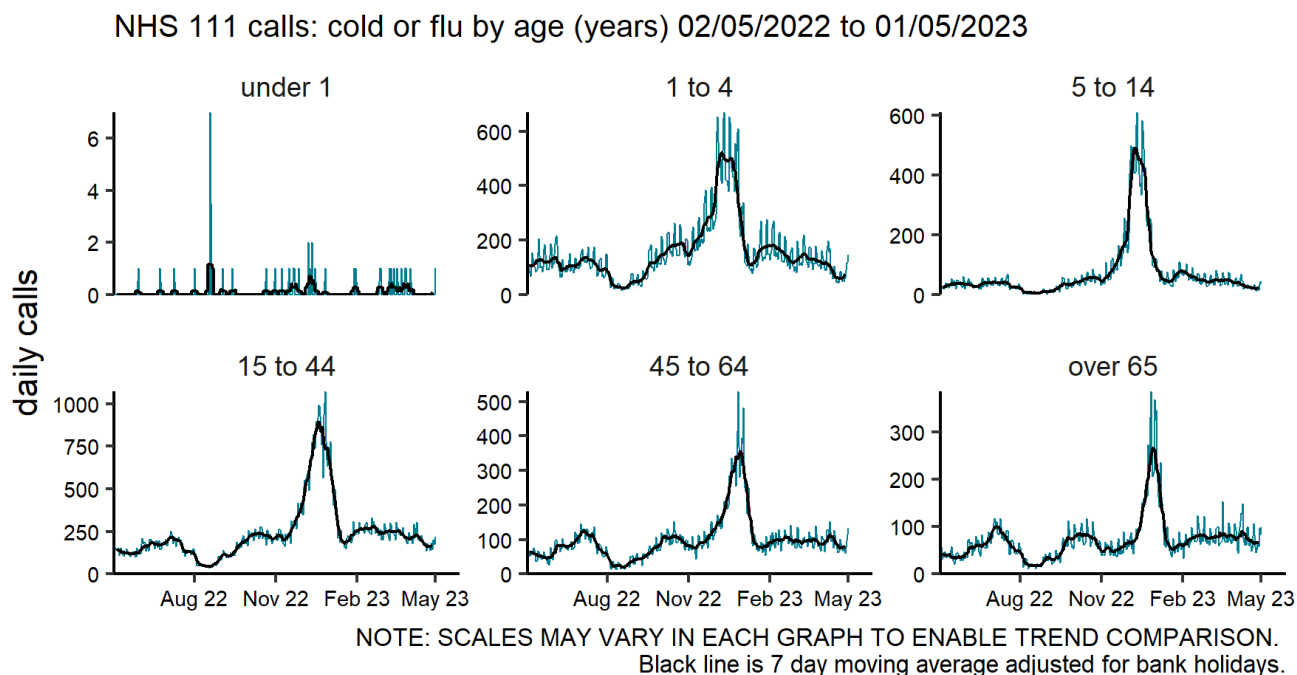 NHS 111 calls: cold or flu by age (years) 02/05/2022 to 01/05/2023
under 1
1 to 4
5 to 14
6
4
2
0
600
400
200
0
600
400
200
0
daily calls
15 to 44
45 to 64
over 65
1000
750
500
250
0
500
400
300
200
100
0
300
200
100
0
Aug 22 Nov 22 Feb 23 May 23
Aug 22 Nov 22 Feb 23 May 23
Aug 22 Nov 22 Feb 23 May 23
NOTE: SCALES MAY VARY IN EACH GRAPH TO ENABLE TREND COMPARISON.
Black line is 7 day moving average adjusted for bank holidays.